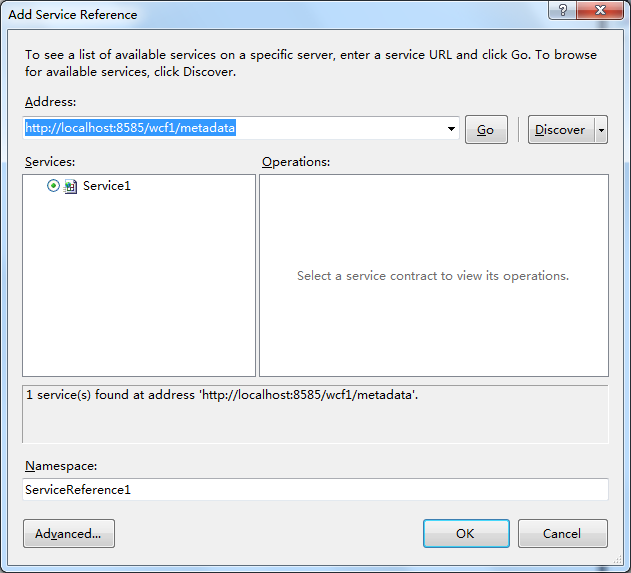 Add Service Reference
?
To see a list of available services on a specific server, enter a service URL and click Go. To browse
for available services, click Discover.
Address:
http://localhost:8585/wcf1/metadata
Go
Discover
Services:
Operations:
Service1
Select a service contract to view its operations.
1 service(s) found at address 'http://localhost:8585/wcf1/metadata'.
Namespace:
ServiceReference1
Advanced...
OK
Cancel